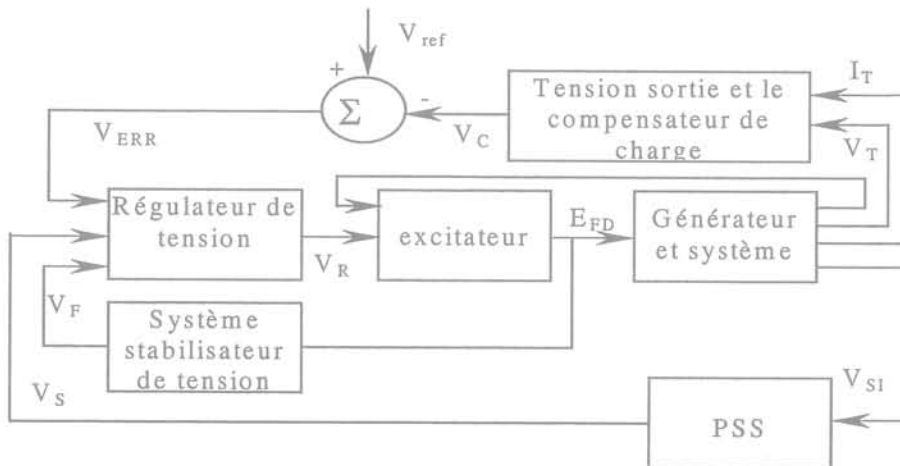 V ref
+
Σ
-
V C
Tension sortie et le
compensateur de
charge
I T
V T
V ERR
Régulateur de
tension
V R
excitateur
E FD
Générateur
et système
V F
Système
stabilisateur
de tension
V S
PSS
V SI